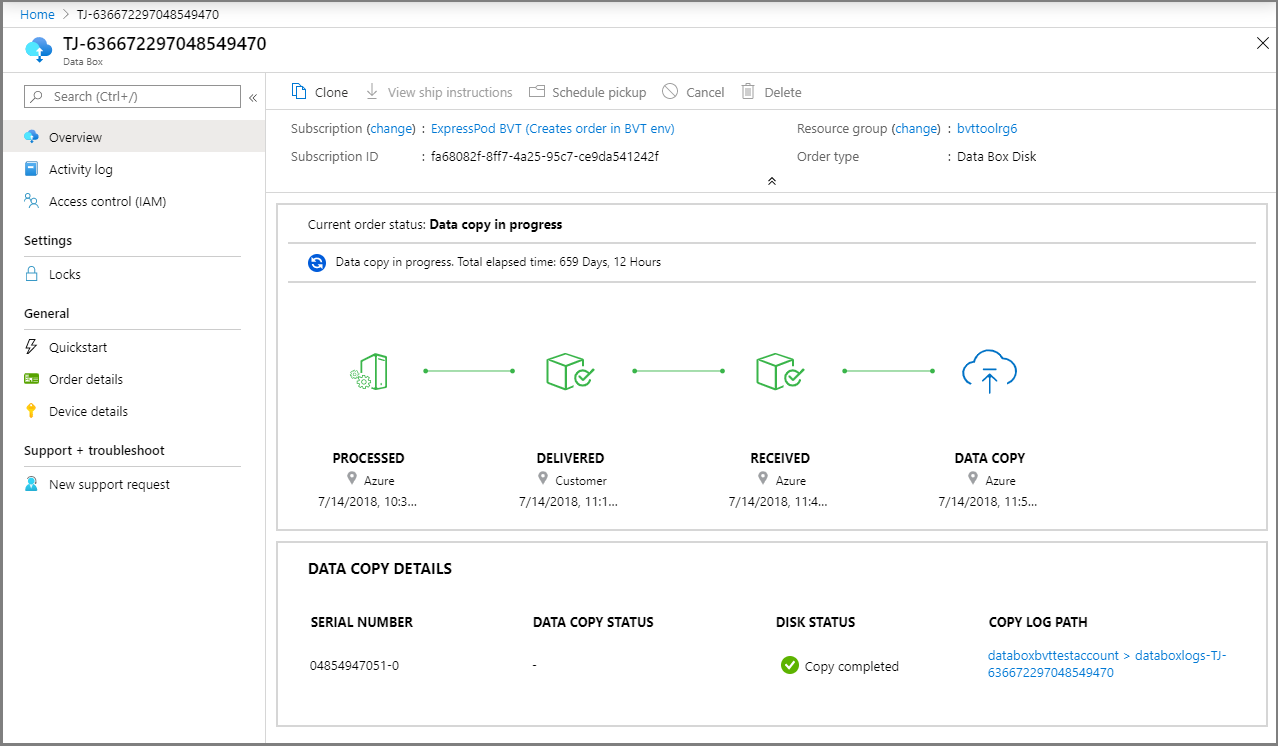 Home > TJ-636672297048549470
TJ-636672297048549470
Data Box
Search (Ctrl+/)
«
Overview
Activity log
Access control (IAM)
Settings
Locks
General
Quickstart
Order details
Device details
Support + troubleshoot
New support request
Clone View ship instructions Schedule pickup Cancel Delete
Subscription (change) : ExpressPod BVT (Creates order in BVT env) Resource group (change) : bvttoolrg6
Subscription ID : fa68082f-8ff7-4a25-95c7-ce9da541242f Order type : Data Box Disk
Current order status: Data copy in progress
Data copy in progress. Total elapsed time: 659 Days, 12 Hours
PROCESSED DELIVERED RECEIVED DATA COPY
Azure Customer Azure Azure
7/14/2018, 10:3... 7/14/2018, 11:1... 7/14/2018, 11:4... 7/14/2018, 11:5...
DATA COPY DETAILS
SERIAL NUMBER DATA COPY STATUS DISK STATUS COPY LOG PATH
04854947051-0 - Copy completed databoxbvttestaccount > databoxlogs-TJ-
636672297048549470